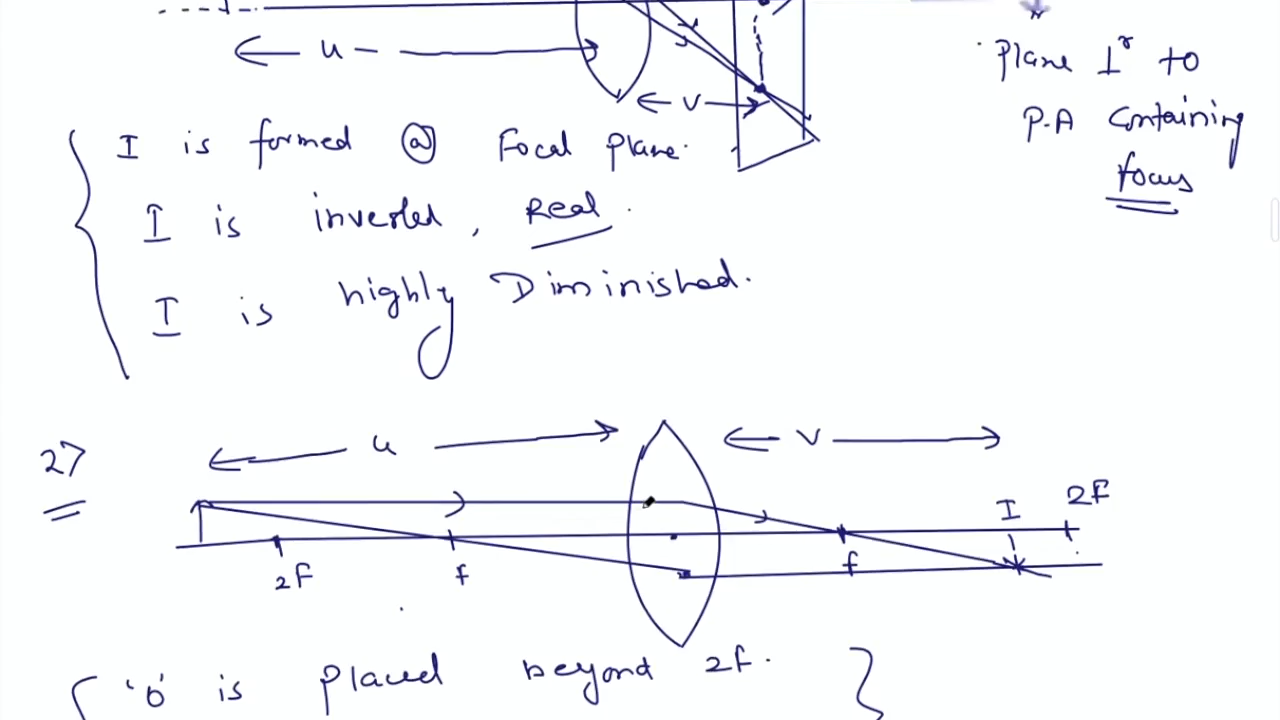 u
v
Plane ⊥r to
P.A Containing
focus
I is formed @ Focal plane.
I is inverted, Real.
I is highly Diminished.
2)
u
v
I
2F
2F
f
f
'O' is placed beyond 2F.